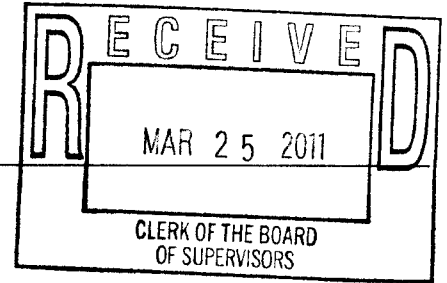 RECEIVED
MAR 25 2011
CLERK OF THE BOARD
OF SUPERVISORS